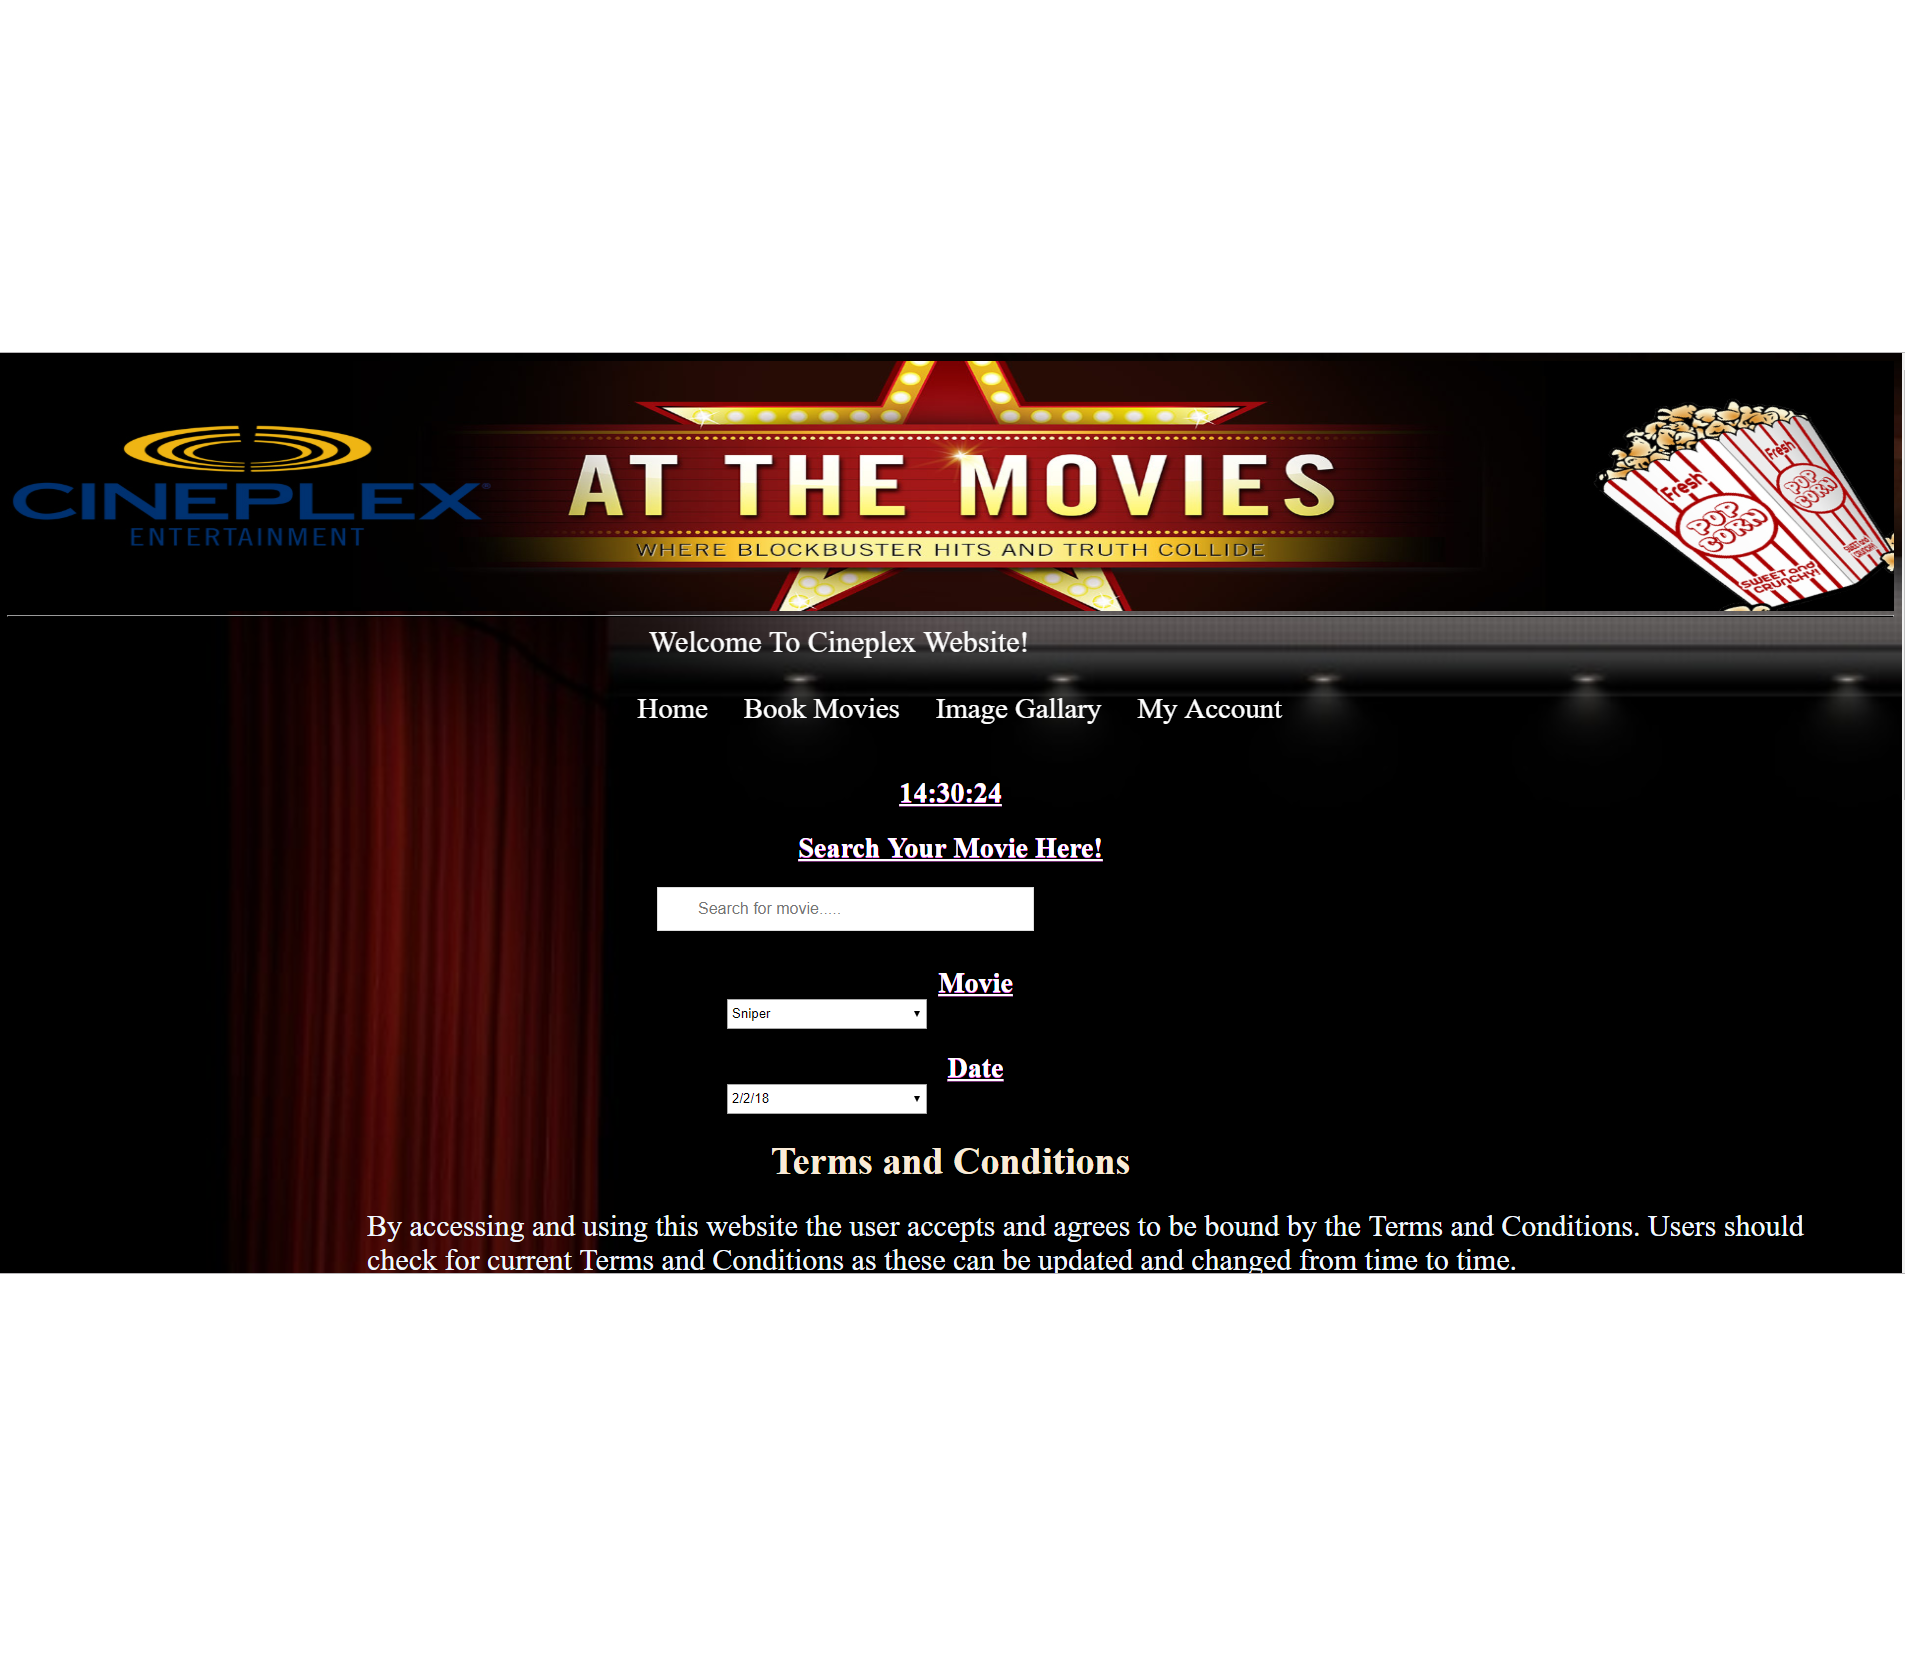 CINEPLEX
ENTERTAINMENT
AT THE MOVIES
WHERE BLOCKBUSTER HITS AND TRUTH COLLIDE
Fresh
POP
CORN
SWEET and
CRUNCHY!
Fresh
POP
CORN
SWEET and
CRUNCHY!
Welcome To Cineplex Website!
Home Book Movies Image Gallary My Account
14:30:24
Search Your Movie Here!
Search for movie.....
Movie
Sniper
Date
2/2/18
Terms and Conditions
By accessing and using this website the user accepts and agrees to be bound by the Terms and Conditions. Users should
check for current Terms and Conditions as these can be updated and changed from time to time.